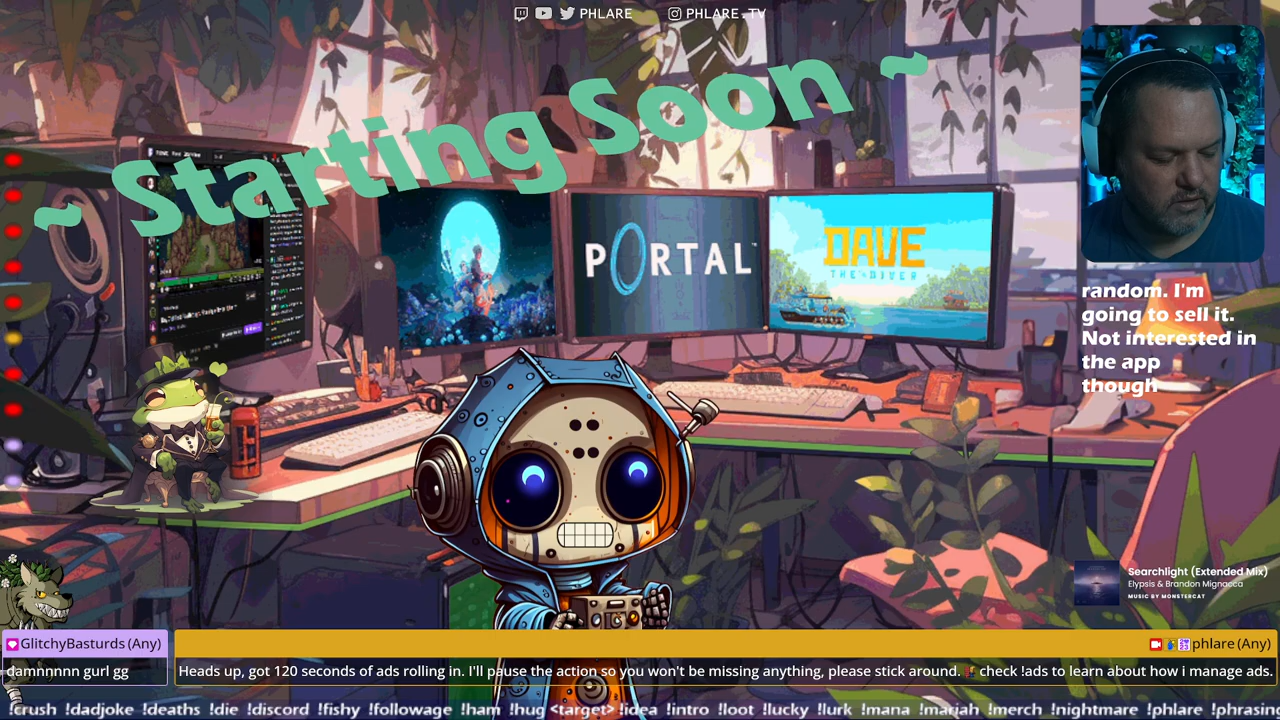 PHLARE PHLARE.TV
~ Starting Soon ~
PORTAL™
DAVE
THE DIVER
random. I'm
going to sell it.
Not interested in
the app
though
Searchlight (Extended Mix)
Elypsis & Brandon Mignacca
MUSIC BY MONSTERCAT
GlitchyBasturds (Any)
damnnnnn gurl gg
phlare (Any)
Heads up, got 120 seconds of ads rolling in. I'll pause the action so you won't be missing anything, please stick around. check !ads to learn about how i manage ads.
!crush !dadjoke !deaths !die !discord !fishy !followage !ham !hug <target> !idea !intro !loot !lucky !lurk !mana !mariah !merch !nightmare !phlare !phrasing